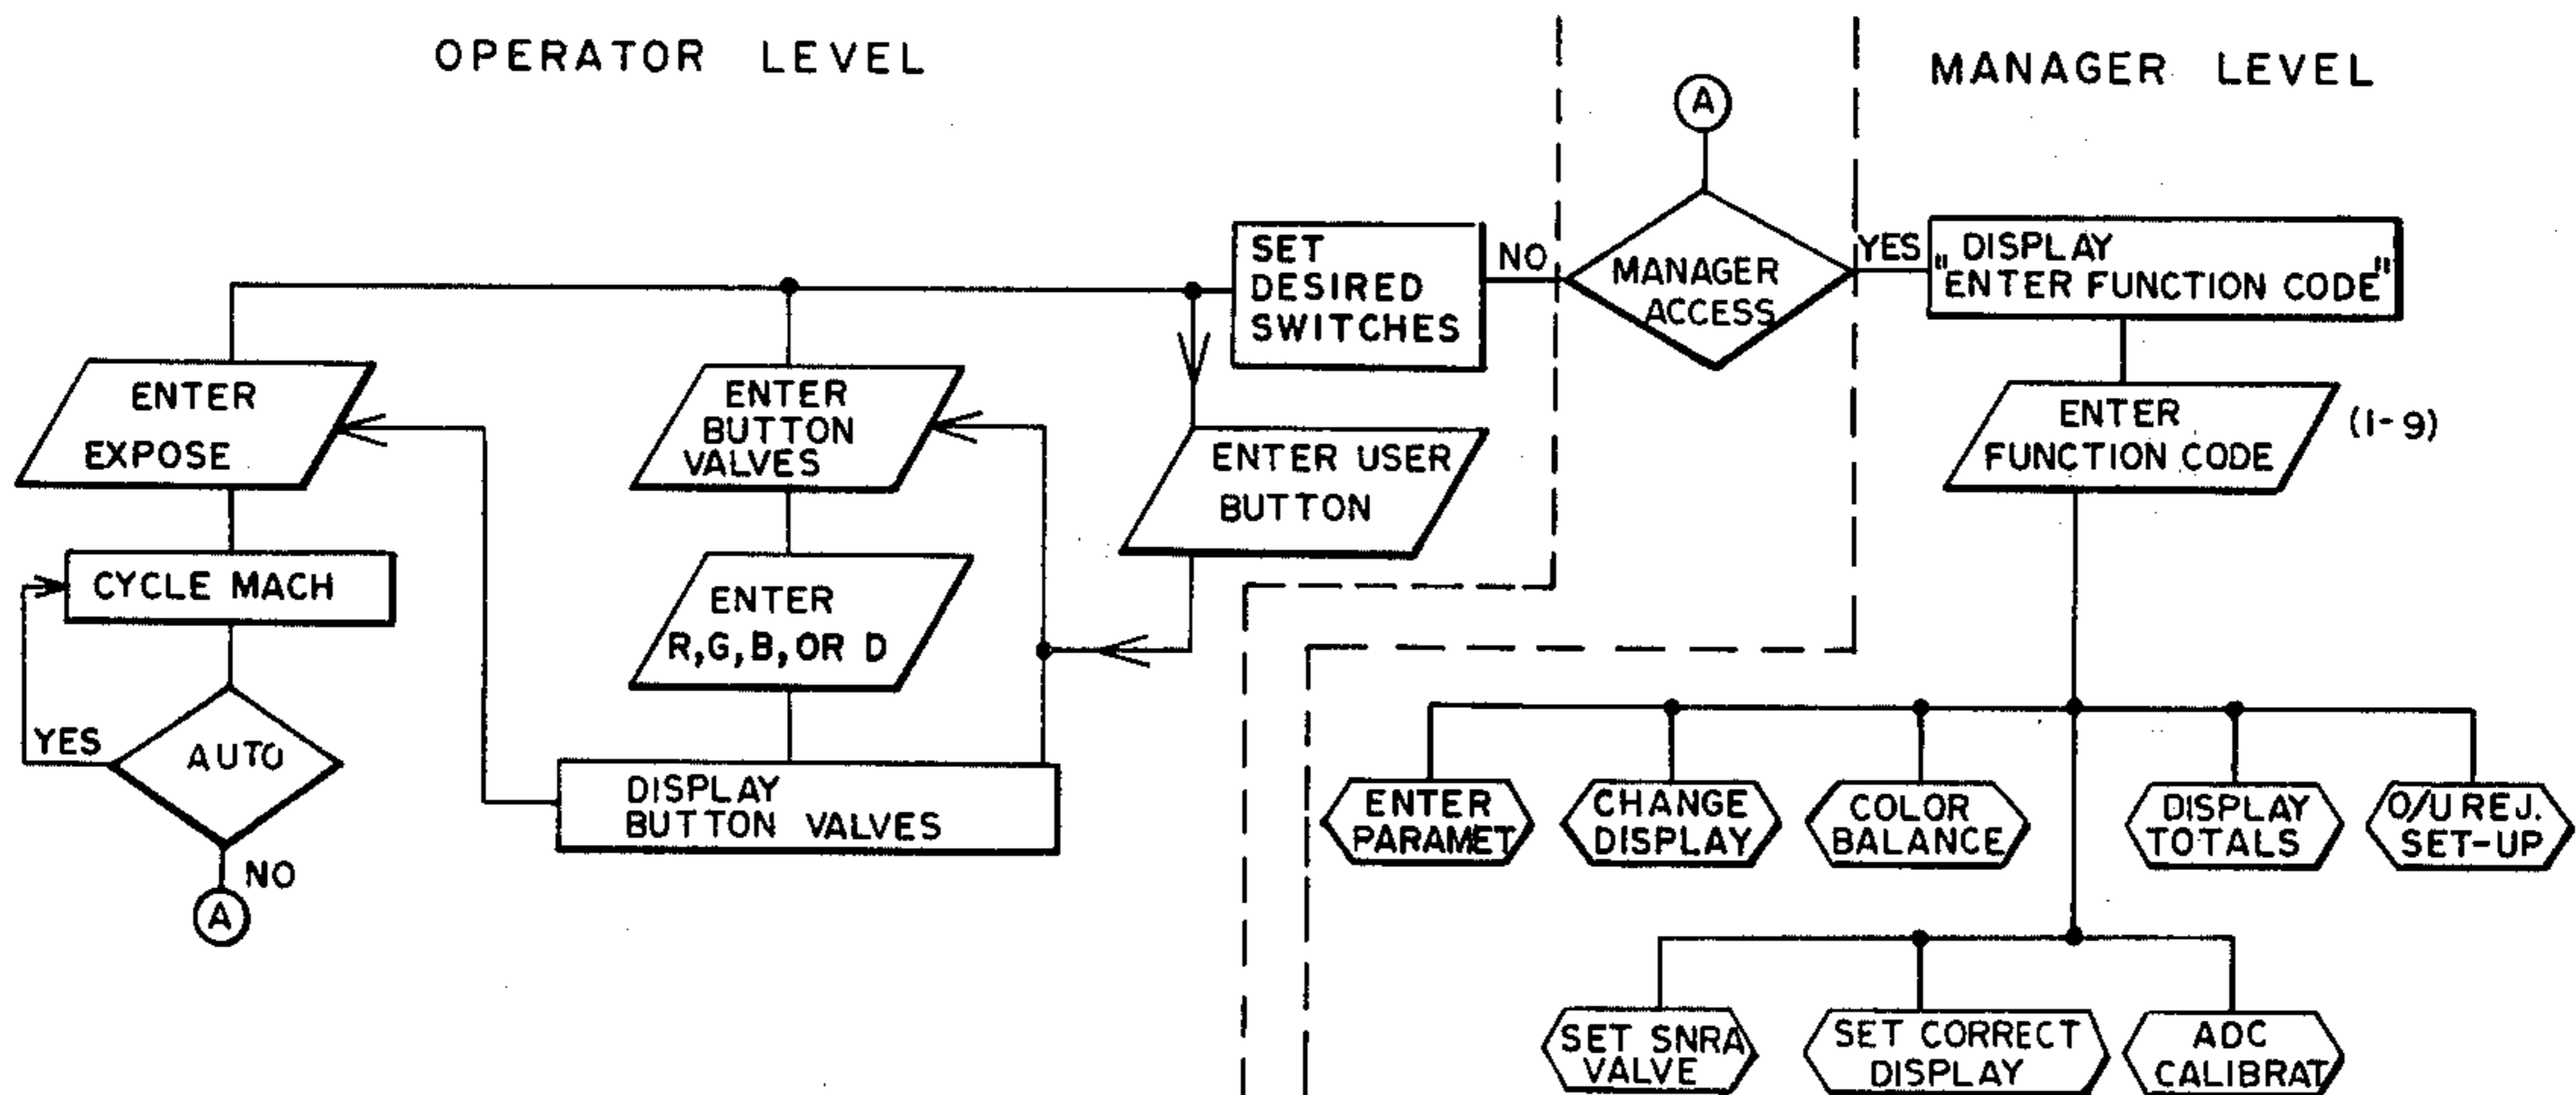 OPERATOR LEVEL
MANAGER LEVEL
A
SET
DESIRED
SWITCHES
NO
MANAGER
ACCESS
YES
DISPLAY
"ENTER FUNCTION CODE"
ENTER
FUNCTION CODE
(1-9)
ENTER
EXPOSE
ENTER
BUTTON
VALVES
ENTER USER
BUTTON
CYCLE MACH
ENTER
R,G,B, OR D
YES
AUTO
NO
A
DISPLAY
BUTTON VALVES
ENTER
PARAMET
CHANGE
DISPLAY
COLOR
BALANCE
DISPLAY
TOTALS
O/U REJ.
SET-UP
SET SNRA
VALVE
SET CORRECT
DISPLAY
ADC
CALIBRAT